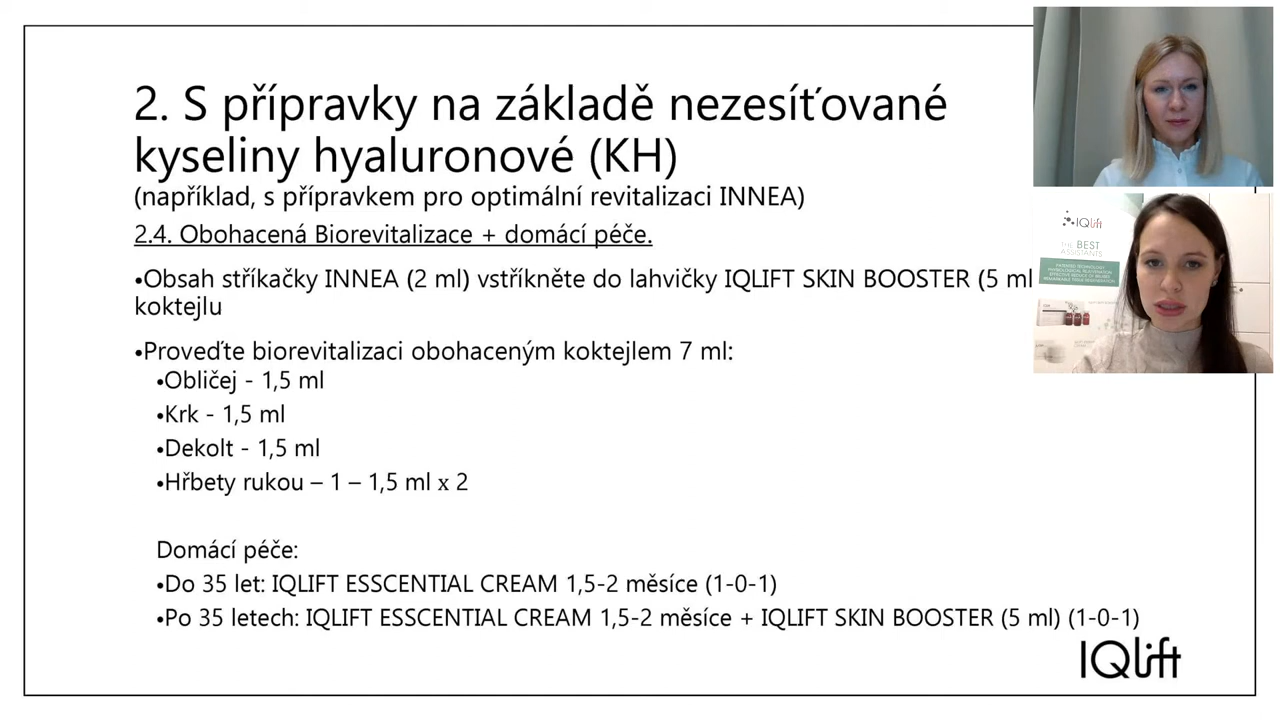 2. S přípravky na základě nezesíťované
kyseliny hyaluronové (KH)
(například, s přípravkem pro optimální revitalizaci INNEA)
2.4. Obohacená Biorevitalizace + domácí péče.
•Obsah stříkačky INNEA (2 ml) vstříkněte do lahvičky IQLIFT SKIN BOOSTER (5 ml
koktejlu
•Proveďte biorevitalizaci obohaceným koktejlem 7 ml:
•Obličej - 1,5 ml
•Krk - 1,5 ml
•Dekolt - 1,5 ml
•Hřbety rukou – 1 – 1,5 ml x 2
Domácí péče:
•Do 35 let: IQLIFT ESSCENTIAL CREAM 1,5-2 měsíce (1-0-1)
•Po 35 letech: IQLIFT ESSCENTIAL CREAM 1,5-2 měsíce + IQLIFT SKIN BOOSTER (5 ml) (1-0-1)
IQlift
IQlift
THE BEST
ASSISTANTS